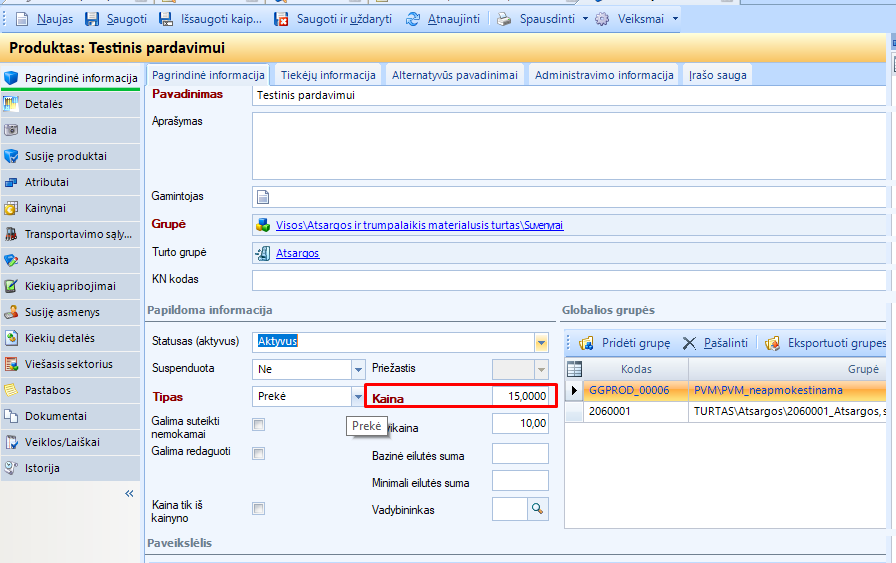 Naujas Saugoti Išsaugoti kaip... Saugoti ir uždaryti Atnaujinti Spausdinti Veiksmai
Produktas: Testinis pardavimui
Pagrindinė informacija
Detalės
Media
Susiję produktai
Atributai
Kainynai
Transportavimo sąly...
Apskaita
Kiekių apribojimai
Susiję asmenys
Kiekių detalės
Viešasis sektorius
Pastabos
Dokumentai
Veiklos/Laiškai
Istorija
«
Pagrindinė informacija Tiekėjų informacija Alternatyvūs pavadinimai Administravimo informacija Įrašo sauga
Pavadinimas Testinis pardavimui
Aprašymas
Gamintojas
Grupė Visos\Atsargos ir trumpalaikis materialusis turtas\Suvenyrai
Turto grupė Atsargos
KN kodas
Papildoma informacija
Statusas (aktyvus) Aktyvus
Suspenduota Ne Priežastis
Tipas Prekė Kaina 15,0000
Prekė
Galima suteikti
nemokamai
10,00
Galima redaguoti Bazinė eilutės suma
Minimali eilutės suma
Kaina tik iš
kainyno
Vadybininkas
Globalios grupės
Pridėti grupę Pašalinti Eksportuoti grupes
Kodas Grupė
GGPROD_00006 PVM\PVM_neapmokestinama
2060001 TURTAS\Atsargos\2060001_Atsargos,
Paveikslėlis